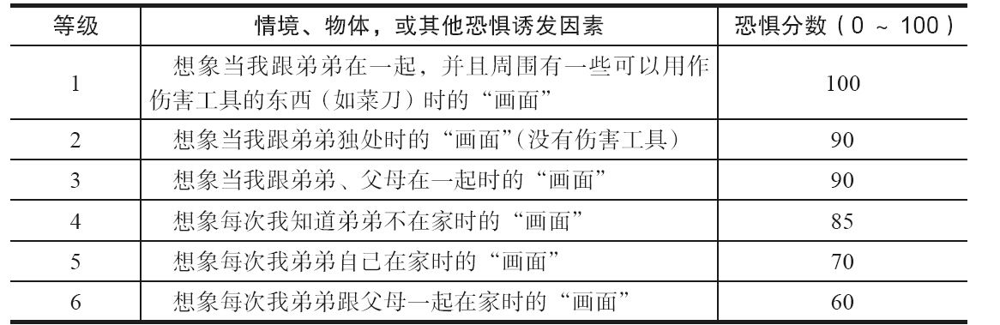 等级 情境、物体，或其他恐惧诱发因素 恐惧分数（0 ~ 100）
1 想象当我跟弟弟在一起，并且周围有一些可以用作
伤害工具的东西（如菜刀）时的“画面” 100
2 想象当我跟弟弟独处时的“画面”（没有伤害工具） 90
3 想象当我跟弟弟、父母在一起时的“画面” 90
4 想象每次我知道弟弟不在家时的“画面” 85
5 想象每次我弟弟自己在家时的“画面” 70
6 想象每次我弟弟跟父母一起在家时的“画面” 60